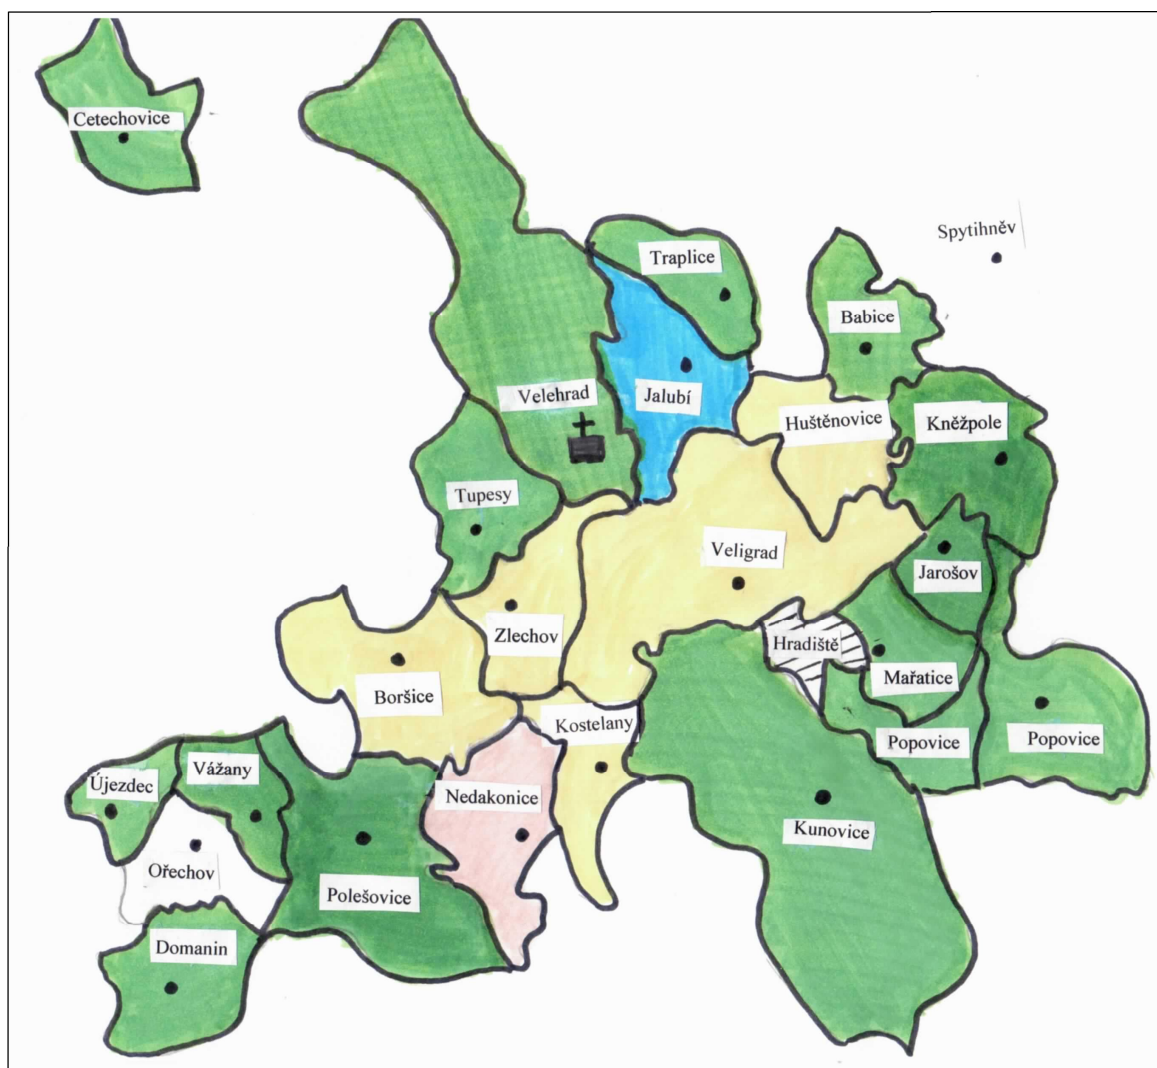 Cetechovice
Spytihněv
Traplice
Babice
Velehrad
Jalubí
Huštěnovice
Kněžpole
Tupesy
Veligrad
Jarošov
Zlechov
Hradiště
Mařatice
Boršice
Kostelany
Popovice
Popovice
Újezdec
Vážany
Nedakonice
Kunovice
Ořechov
Polešovice
Domanin